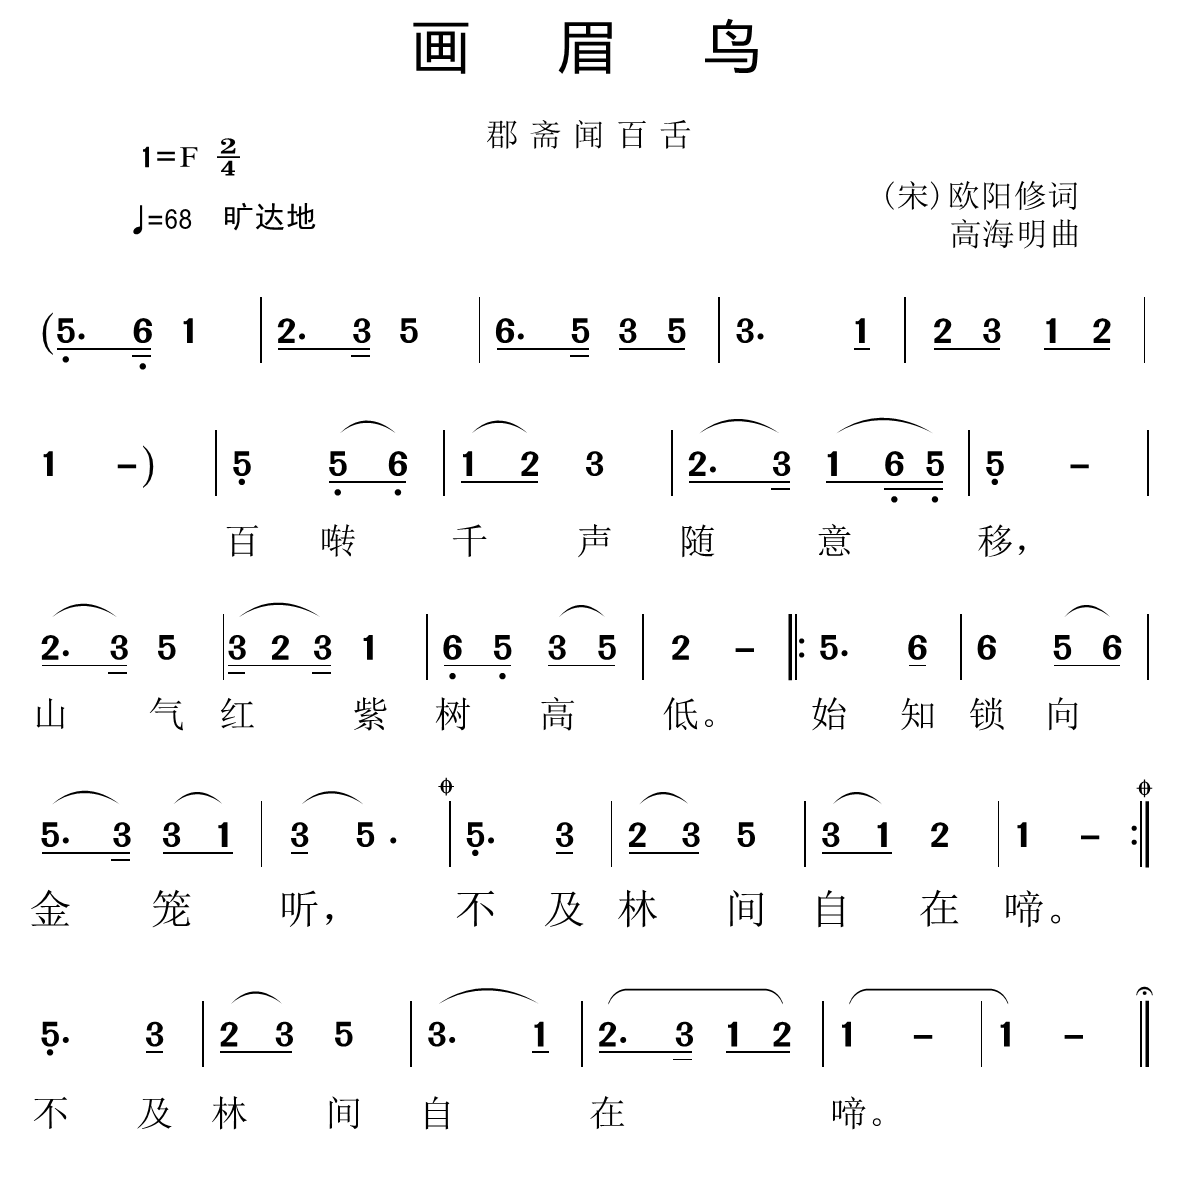 画眉鸟
郡斋闻百舌
1=F 2/4
♩=68 旷达地
(宋)欧阳修词
高海明曲
(5. 6 1 | 2. 3 5 | 6. 5 3 5 | 3. 1 | 2 3 1 2 |
1 – ) | 5 5 6 | 1 2 3 | 2. 3 1 6 5 | 5 – |
百 啭 千 声 随 意 移，
2. 3 5 | 3 2 3 1 | 6 5 3 5 | 2 – ‖: 5. 6 | 6 5 6 |
山 气 红 紫 树 高 低。 始 知 锁 向
5. 3 3 1 | 3 5 . | 5. 3 | 2 3 5 | 3 1 2 | 1 – :‖
金 笼 听， 不 及 林 间 自 在 啼。
5. 3 | 2 3 5 | 3. 1 | 2. 3 1 2 | 1 – | 1 – ‖
不 及 林 间 自 在 啼。